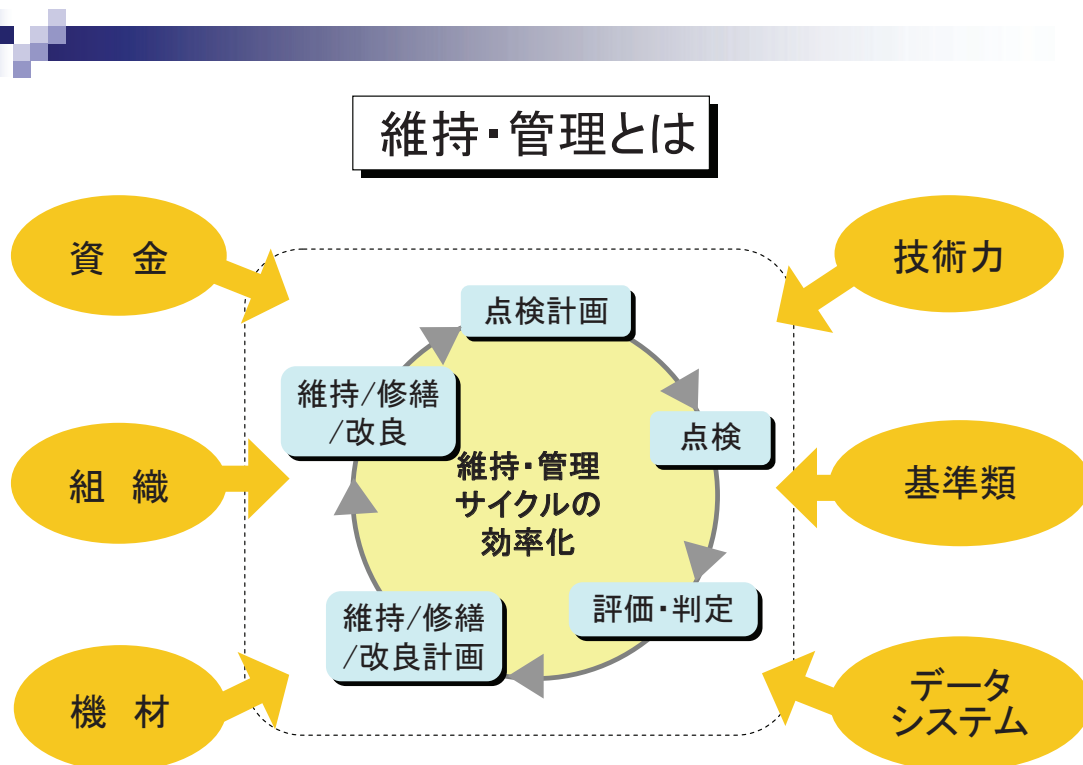 維持・管理とは
資 金
組 織
機 材
点検計画
点検
評価・判定
維持/修繕
/改良計画
維持/修繕
/改良
維持・管理
サイクルの
効率化
技術力
基準類
データ
システム